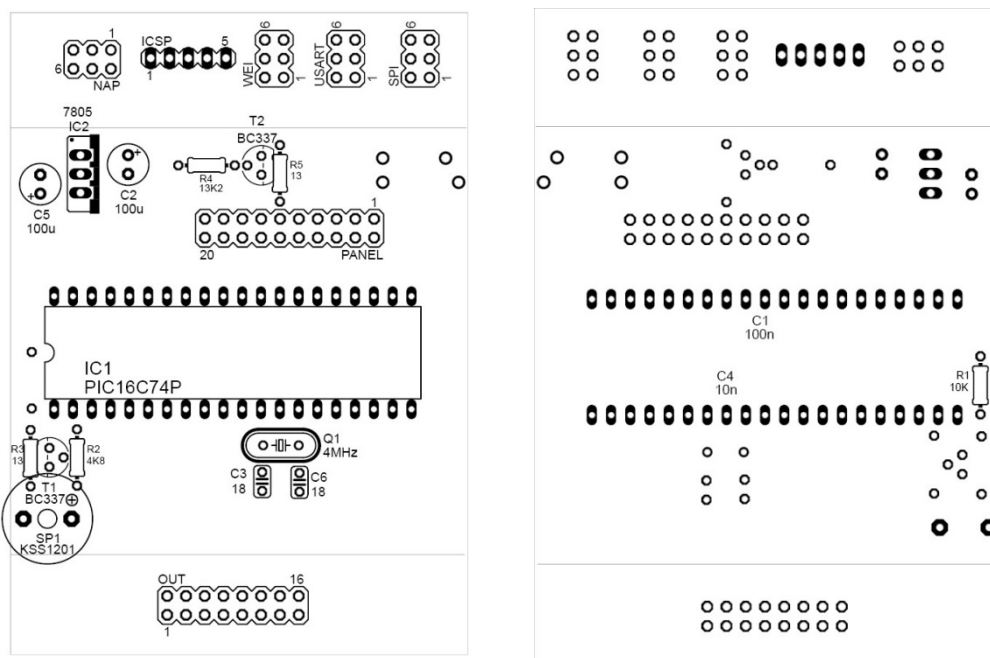 1
6
NAP
ICSP
5
1
WEI
6
1
USART
6
1
SPI
6
1
7805
IC2
C5
100u
+
C2
100u
+
R4
13K2
T2
BC337
R5
13
1
20
PANEL
IC1
PIC16C74P
R3
13
R2
4K8
T1
BC337
SP1
KSS1201
Q1
4MHz
C3
18
C6
18
OUT
16
1
C1
100n
C4
10n
R1
10K